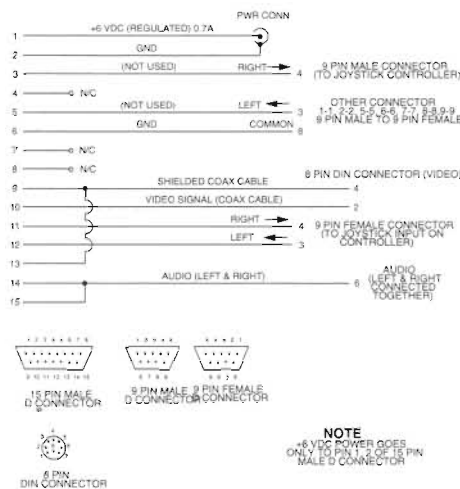 PWR CONN
1 +6 VDC (REGULATED) 0.7A
2 GND
3 (NOT USED) RIGHT 4
9 PIN MALE CONNECTOR
(TO JOYSTICK CONTROLLER)
4 N/C
5 (NOT USED) LEFT 3
OTHER CONNECTOR
1-1, 2-2, 5-5, 6-6, 7-7, 8-8, 9-9
9 PIN MALE TO 9 PIN FEMALE
6 GND COMMON 8
7 N/C
8 N/C
8 PIN DIN CONNECTOR (VIDEO)
9 SHIELDED COAX CABLE 4
10 VIDEO SIGNAL (COAX CABLE) 2
11 RIGHT 4
9 PIN FEMALE CONNECTOR
(TO JOYSTICK INPUT ON
CONTROLLER)
12 LEFT 3
13
14 AUDIO (LEFT & RIGHT) 6
AUDIO
(LEFT & RIGHT
CONNECTED
TOGETHER)
15
15 PIN MALE
D CONNECTOR
9 PIN MALE
D CONNECTOR
9 PIN FEMALE
CONNECTOR
PIN
DIN CONNECTOR
NOTE
+6 VDC POWER GOES
ONLY TO PIN 1, 2 OF 15 PIN
MALE D CONNECTOR